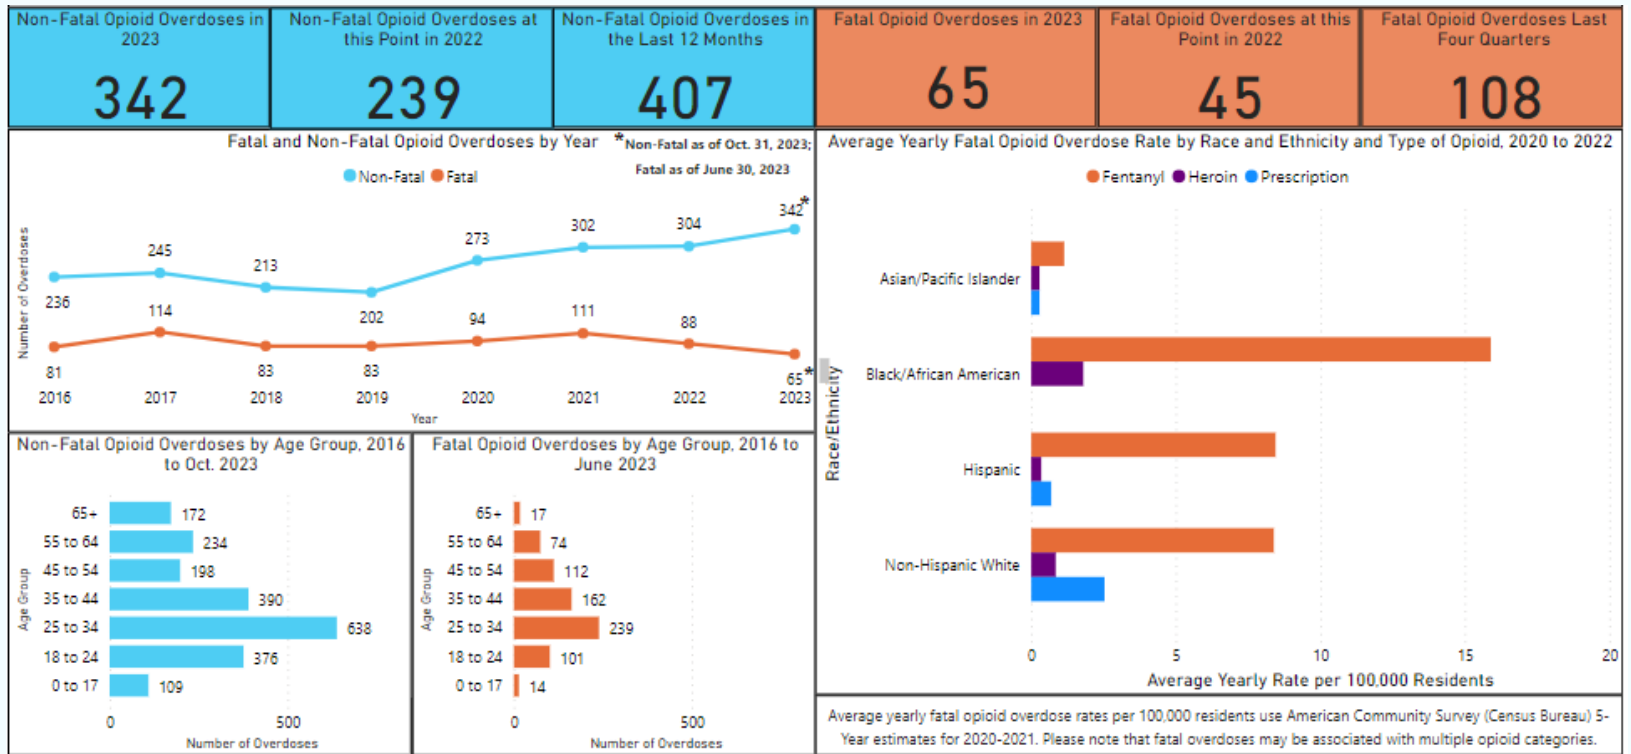 Non-Fatal Opioid Overdoses in
2023
342
Non-Fatal Opioid Overdoses at
this Point in 2022
239
Non-Fatal Opioid Overdoses in
the Last 12 Months
407
Fatal Opioid Overdoses in 2023
65
Fatal Opioid Overdoses at this
Point in 2022
45
Fatal Opioid Overdoses Last
Four Quarters
108
Fatal and Non-Fatal Opioid Overdoses by Year
*Non-Fatal as of Oct. 31, 2023;
Fatal as of June 30, 2023
Non-Fatal Fatal
Number of Overdoses
236
245
213
202
273
302
304
342*
81
114
83
83
94
111
88
65*
2016 2017 2018 2019 2020 2021 2022 2023
Year
Non-Fatal Opioid Overdoses by Age Group, 2016
to Oct. 2023
Age Group
65+ 172
55 to 64 234
45 to 54 198
35 to 44 390
25 to 34 638
18 to 24 376
0 to 17 109
0 500
Number of Overdoses
Fatal Opioid Overdoses by Age Group, 2016 to
June 2023
Age Group
65+ 17
55 to 64 74
45 to 54 112
35 to 44 162
25 to 34 239
18 to 24 101
0 to 17 14
0 500
Number of Overdoses
Average Yearly Fatal Opioid Overdose Rate by Race and Ethnicity and Type of Opioid, 2020 to 2022
Fentanyl Heroin Prescription
Race/Ethnicity
Asian/Pacific Islander
Black/African American
Hispanic
Non-Hispanic White
0 5 10 15 20
Average Yearly Rate per 100,000 Residents
Average yearly fatal opioid overdose rates per 100,000 residents use American Community Survey (Census Bureau) 5-
Year estimates for 2020-2021. Please note that fatal overdoses may be associated with multiple opioid categories.